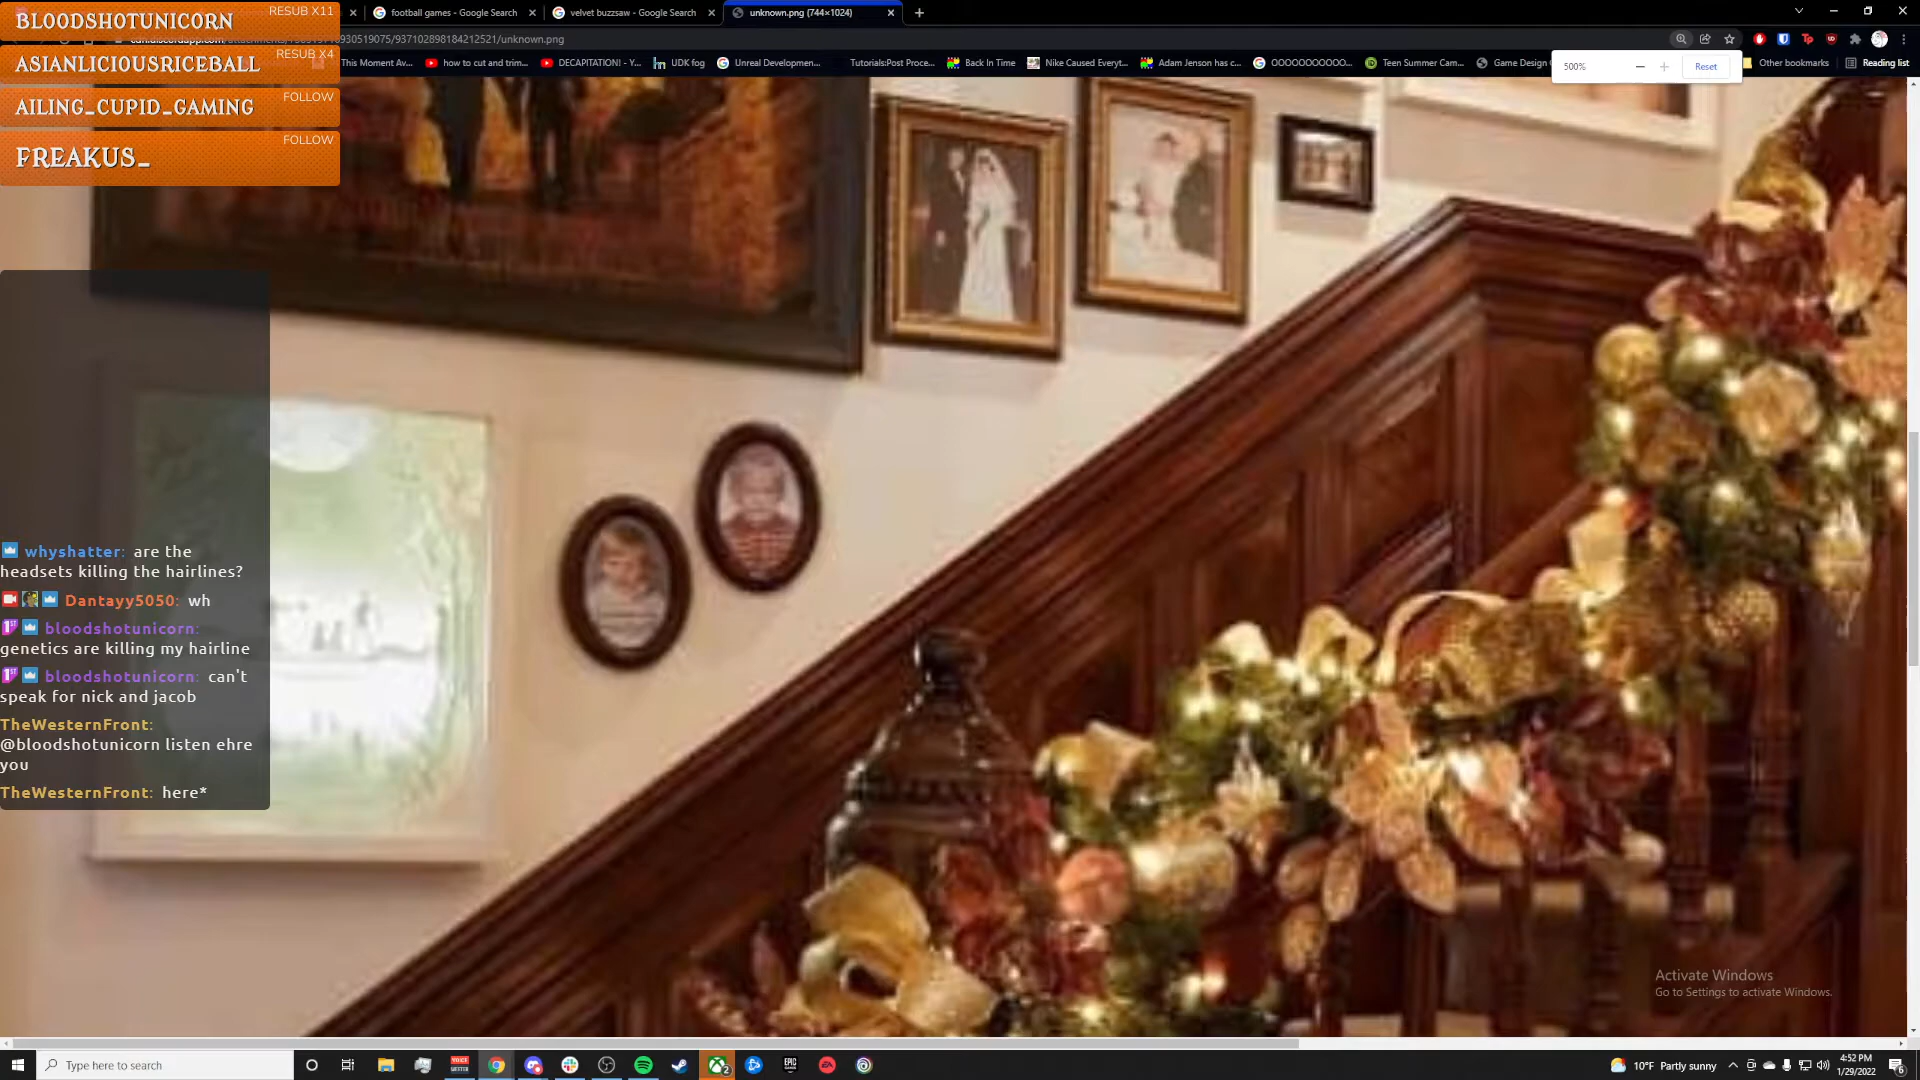 BLOODSHOTUNICORN RESUB X11
ASIANLICIOUSRICEBALL RESUB X4
AILING_CUPID_GAMING FOLLOW
FREAKUS_ FOLLOW
football games - Google Search
velvet buzzsaw - Google Search
unknown.png (744×1024)
930519075/937102898184212521/unknown.png
This Moment Av...
how to cut and trim...
DECAPITATION! - Y...
UDK fog
Unreal Developmen...
Tutorials:Post Proce...
Back In Time
Nike Caused Everyt...
Adam Jenson has c...
OOOOOOOOOOO...
Teen Summer Cam...
Game Design
Other bookmarks
Reading list
500%
Reset
whyshatter: are the
headsets killing the hairlines?
Dantayy5050: wh
bloodshotunicorn:
genetics are killing my hairline
bloodshotunicorn: can't
speak for nick and jacob
TheWesternFront:
@bloodshotunicorn listen ehre
you
TheWesternFront: here*
Activate Windows
Go to Settings to activate Windows.
Type here to search
10°F Partly sunny
4:52 PM
1/29/2022